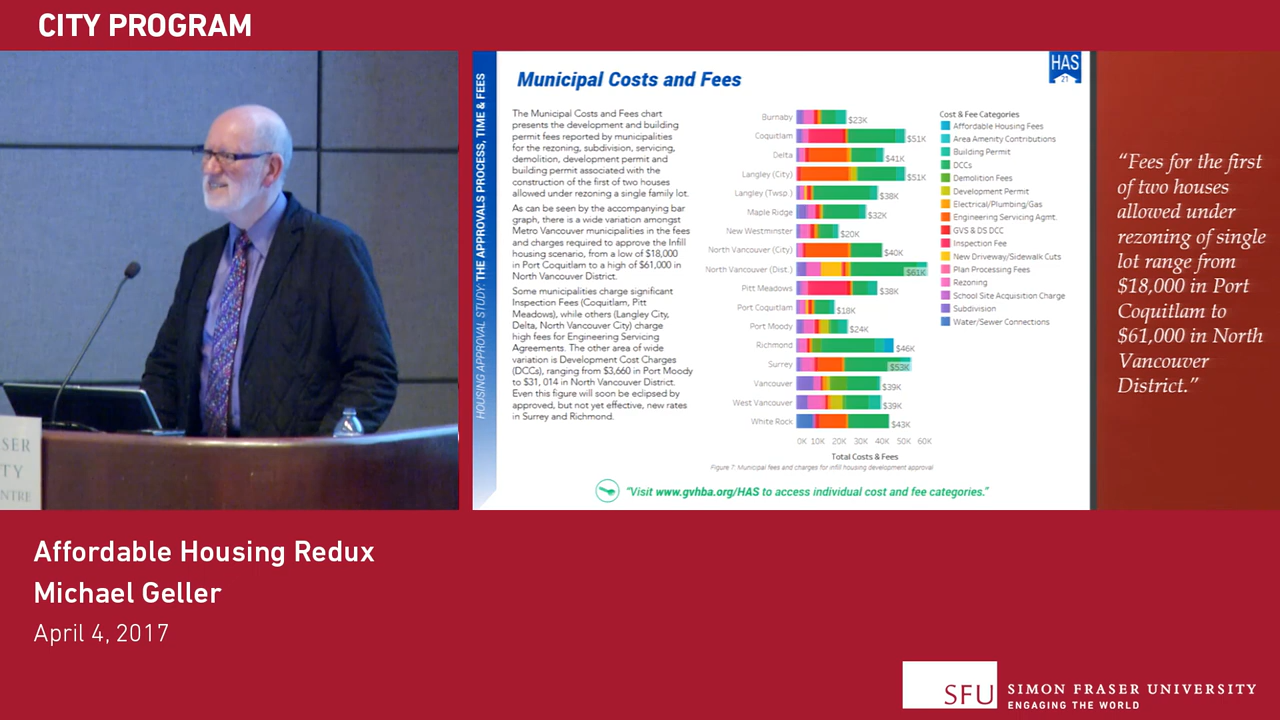 CITY PROGRAM
HOUSING APPROVAL STUDY: THE APPROVALS PROCESS, TIME & FEES
Municipal Costs and Fees
HAS
21
The Municipal Costs and Fees chart
presents the development and building
permit fees reported by municipalities
for the rezoning, subdivision, servicing,
demolition, development permit and
building permit associated with the
construction of the first of two houses
allowed under rezoning a single family lot.
As can be seen by the accompanying bar
graph, there is a wide variation amongst
Metro Vancouver municipalities in the fees
and charges required to approve the Infill
housing scenario, from a low of $18,000
in Port Coquitlam to a high of $61,000 in
North Vancouver District.
Some municipalities charge significant
Inspection Fees (Coquitlam, Pitt
Meadows), while others (Langley City,
Delta, North Vancouver City) charge
high fees for Engineering Servicing
Agreements. The other area of wide
variation is Development Cost Charges
(DCCs), ranging from $3,660 in Port Moody
to $31, 014 in North Vancouver District.
Even this figure will soon be eclipsed by
approved, but not yet effective, new rates
in Surrey and Richmond.
Burnaby $23K
Coquitlam $51K
Delta $41K
Langley (City) $51K
Langley (Twsp.) $38K
Maple Ridge $32K
New Westminster $20K
North Vancouver (City) $40K
North Vancouver (Dist.) $61K
Pitt Meadows $38K
Port Coquitlam $18K
Port Moody $24K
Richmond $46K
Surrey $53K
Vancouver $39K
West Vancouver $39K
White Rock $43K
0K 10K 20K 30K 40K 50K 60K
Total Costs & Fees
Figure 7: Municipal fees and charges for infill housing development approval
Cost & Fee Categories
Affordable Housing Fees
Area Amenity Contributions
Building Permit
DCCs
Demolition Fees
Development Permit
Electrical/Plumbing/Gas
Engineering Servicing Agmt.
GVS & DS DCC
Inspection Fee
New Driveway/Sidewalk Cuts
Plan Processing Fees
Rezoning
School Site Acquisition Charge
Subdivision
Water/Sewer Connections
"Visit www.gvhba.org/HAS to access individual cost and fee categories."
“Fees for the first
of two houses
allowed under
rezoning of single
lot range from
$18,000 in Port
Coquitlam to
$61,000 in North
Vancouver
District.”
SER
TY
NTRE
Affordable Housing Redux
Michael Geller
April 4, 2017
SFU
SIMON FRASER UNIVERSITY
ENGAGING THE WORLD